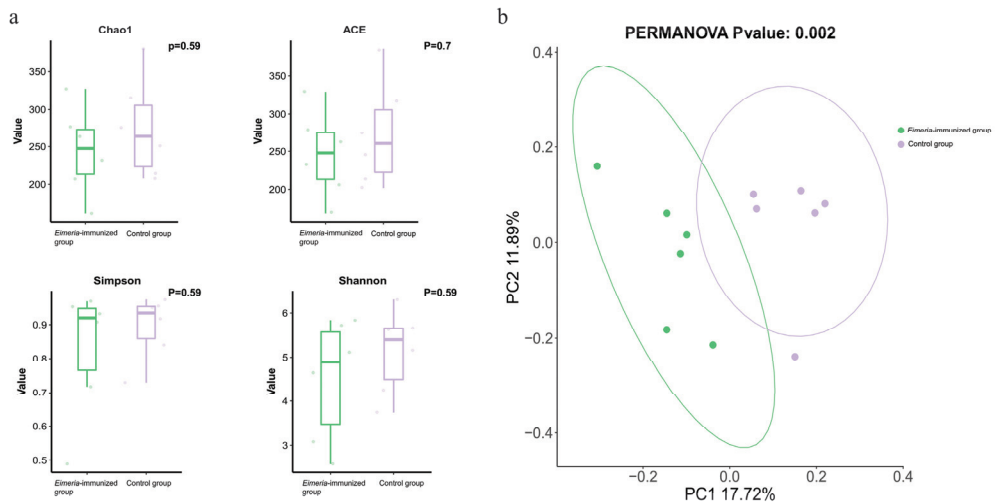 a
Chao1
p=0.59
Value
350
300
250
200
Eimeria-immunized
group
Control group
ACE
P=0.7
Value
350
300
250
200
Eimeria-immunized
group
Control group
Simpson
P=0.59
Value
0.9
0.8
0.7
0.6
0.5
Eimeria-immunized
group
Control group
Shannon
P=0.59
Value
6
5
4
3
Eimeria-immunized
group
Control group
b
PERMANOVA Pvalue: 0.002
PC2 11.89%
0.4
0.2
0.0
−0.2
−0.4
−0.2
0.0
0.2
0.4
PC1 17.72%
Eimeria-immunized group
Control group